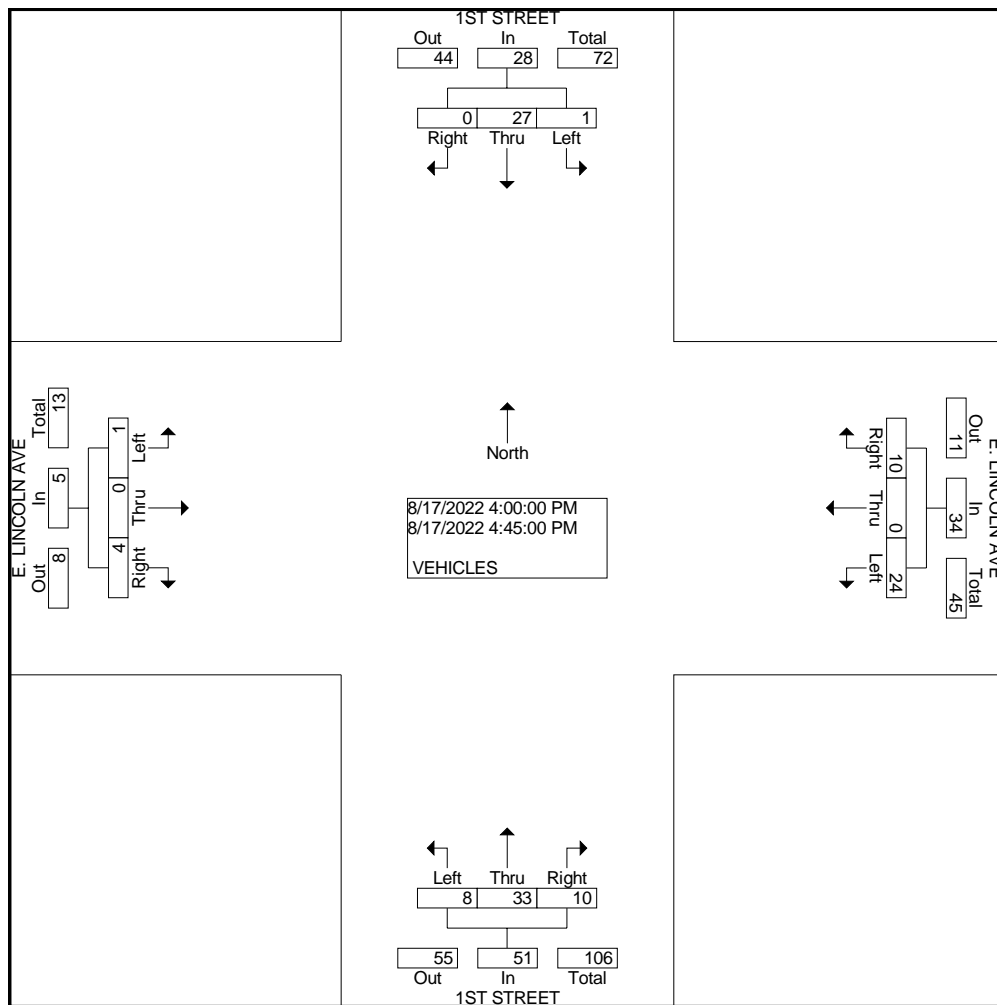 1ST STREET
Out In Total
44 28 72
0 27 1
Right Thru Left
North
8/17/2022 4:00:00 PM
8/17/2022 4:45:00 PM
VEHICLES
E. LINCOLN AVE
Out In Total
8 5 13
Right Thru Left
4 0 1
E. LINCOLN AVE
Out In Total
11 34 45
Right Thru Left
10 0 24
Left Thru Right
8 33 10
55 51 106
Out In Total
1ST STREET